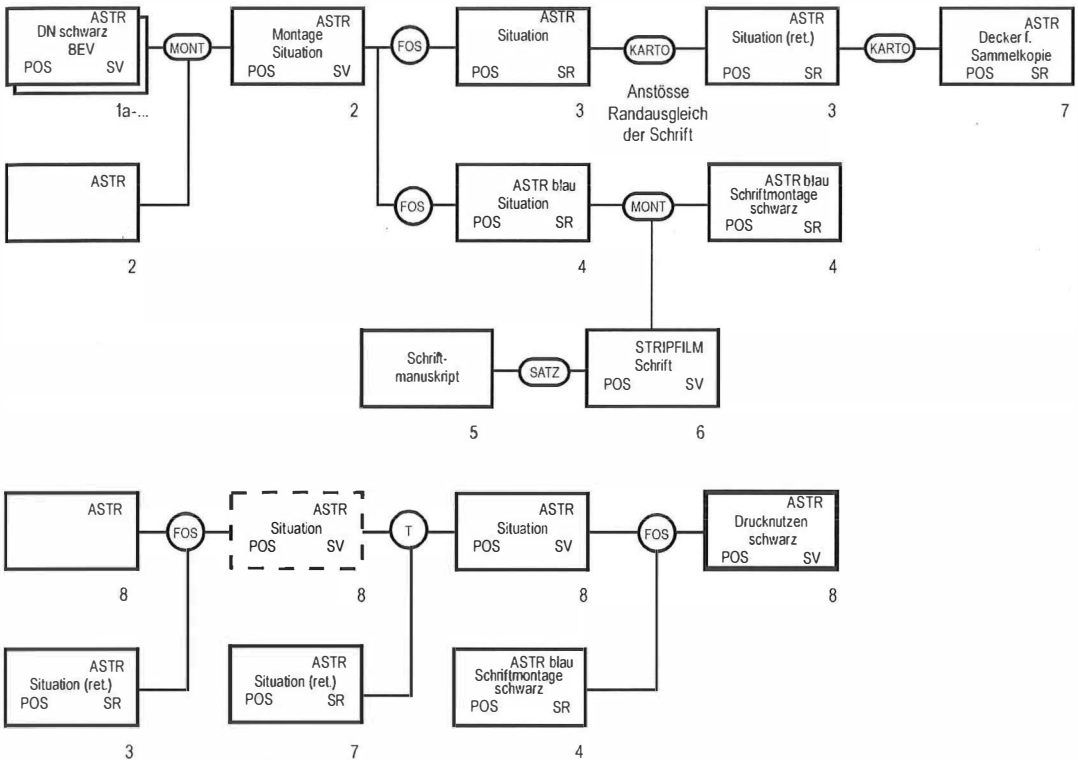 ASTR
DN schwarz
BEV
POS SV
1a-...
MONT
ASTR
Montage
Situation
POS SV
2
FOS
ASTR
Situation
POS SR
3
KARTO
Anstösse
Randausgleich
der Schrift
ASTR
Situation (ret.)
POS SR
3
KARTO
ASTR
Decker f.
Sammelkopie
POS SR
7
ASTR
2
FOS
ASTR blau
Situation
POS SR
4
MONT
ASTR blau
Schriftmontage
schwarz
POS SR
4
Schrift-
manuskript
5
SATZ
STRIPFILM
Schrift
POS SV
6
ASTR
8
FOS
ASTR
Situation
POS SV
8
T
ASTR
Situation
POS SV
8
FOS
ASTR
Drucknutzen
schwarz
POS SV
8
ASTR
Situation (ret.)
POS SR
3
ASTR
Situation (ret.)
POS SR
7
ASTR blau
Schriftmontage
schwarz
POS SR
4